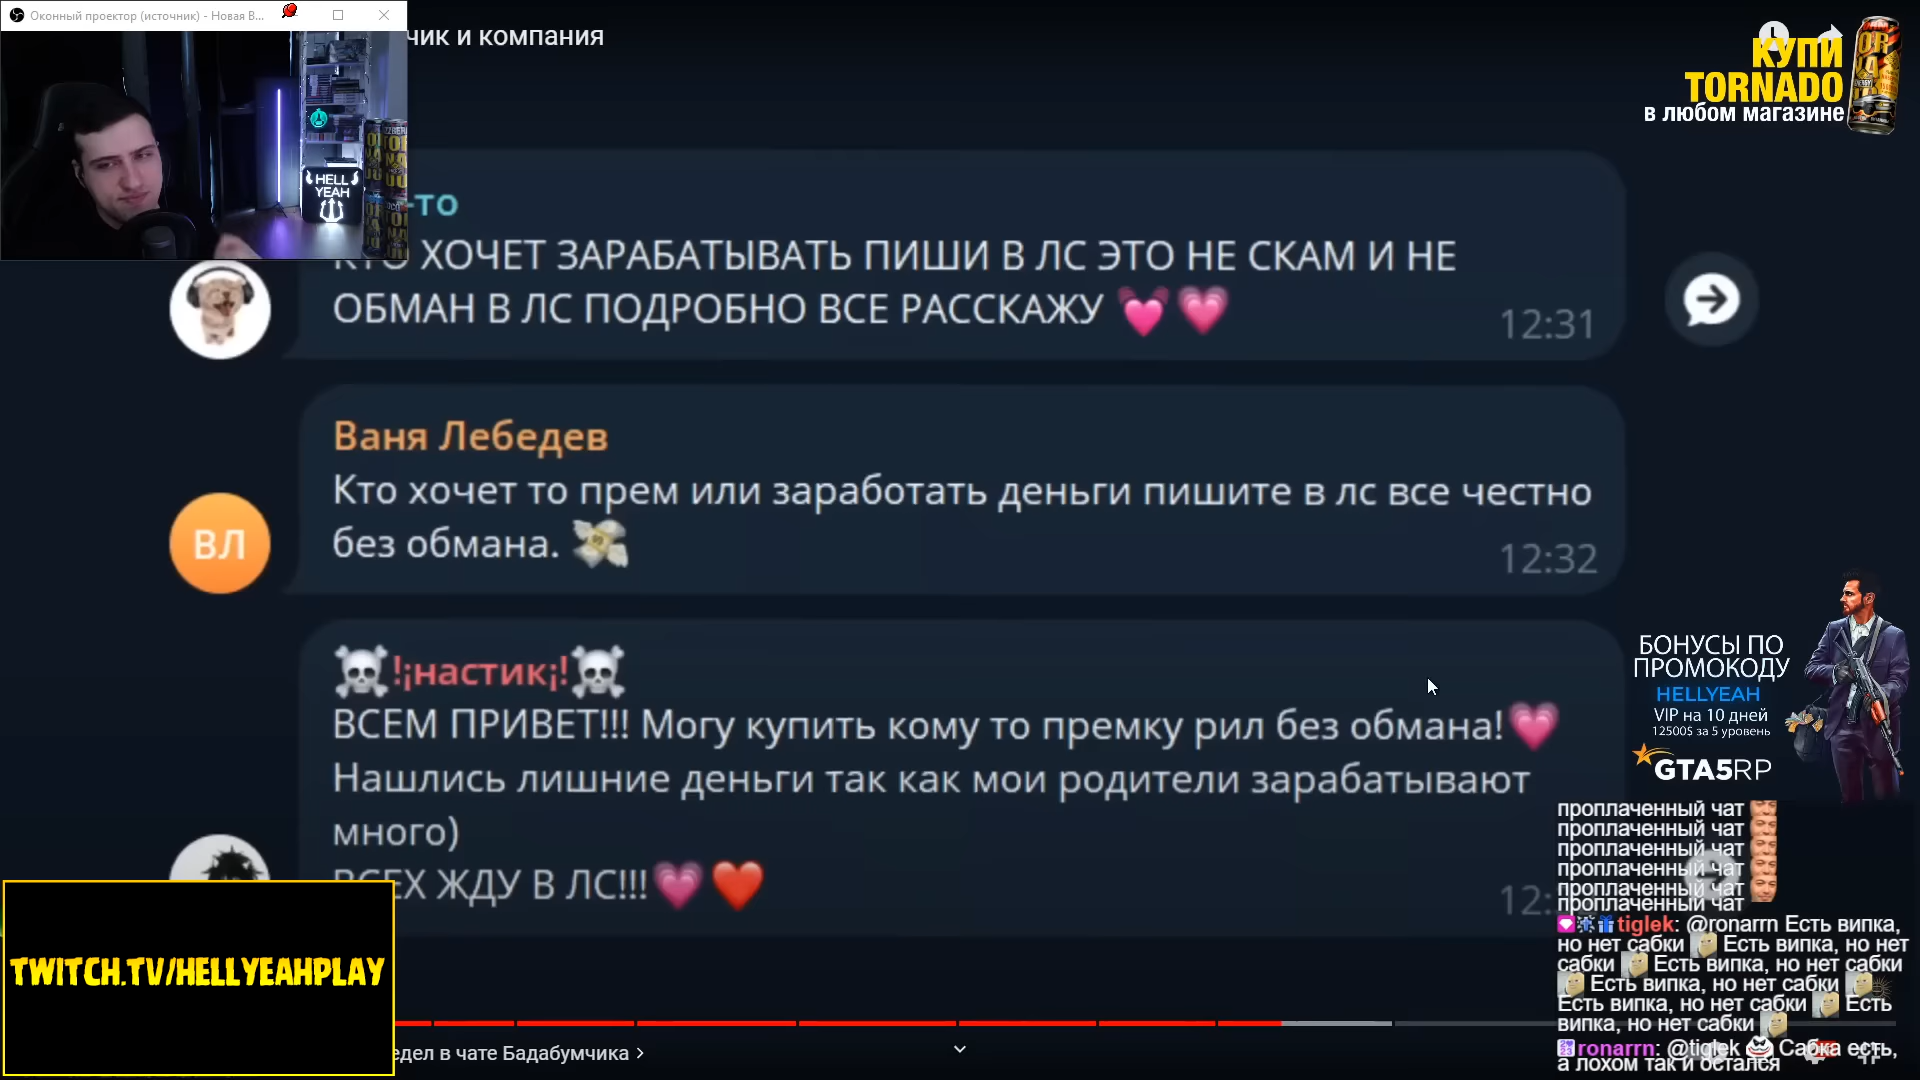 Оконный проектор (источник) - Новая В...
чик и компания
КУПИ
TORNADO
в любом магазине
HELL
YEAH
-то
КТО ХОЧЕТ ЗАРАБАТЫВАТЬ ПИШИ В ЛС ЭТО НЕ СКАМ И НЕ
ОБМАН В ЛС ПОДРОБНО ВСЕ РАССКАЖУ 💓💗
12:31
Ваня Лебедев
ВЛ
Кто хочет то прем или заработать деньги пишите в лс все честно
без обмана. 💸
12:32
☠!¡настик¡!☠
ВСЕМ ПРИВЕТ!!! Могу купить кому то премку рил без обмана!💗
Нашлись лишние деньги так как мои родители зарабатывают
много)
ВСЕХ ЖДУ В ЛС!!!💗❤
12:
БОНУСЫ ПО
ПРОМОКОДУ
HELLYEAH
VIP на 10 дней
12500$ за 5 уровень
GTA5RP
проплаченный чат
проплаченный чат
проплаченный чат
проплаченный чат
проплаченный чат
проплаченный чат
tiglek: @ronarrn Есть випка,
но нет сабки Есть випка, но нет
сабки Есть випка, но нет сабки
Есть випка, но нет сабки
Есть випка, но нет сабки Есть
випка, но нет сабки
ronarrn: @tiglek Сабка есть,
а лохом так и остался
TWITCH.TV/HELLYEAHPLAY
едел в чате Бадабумчика >